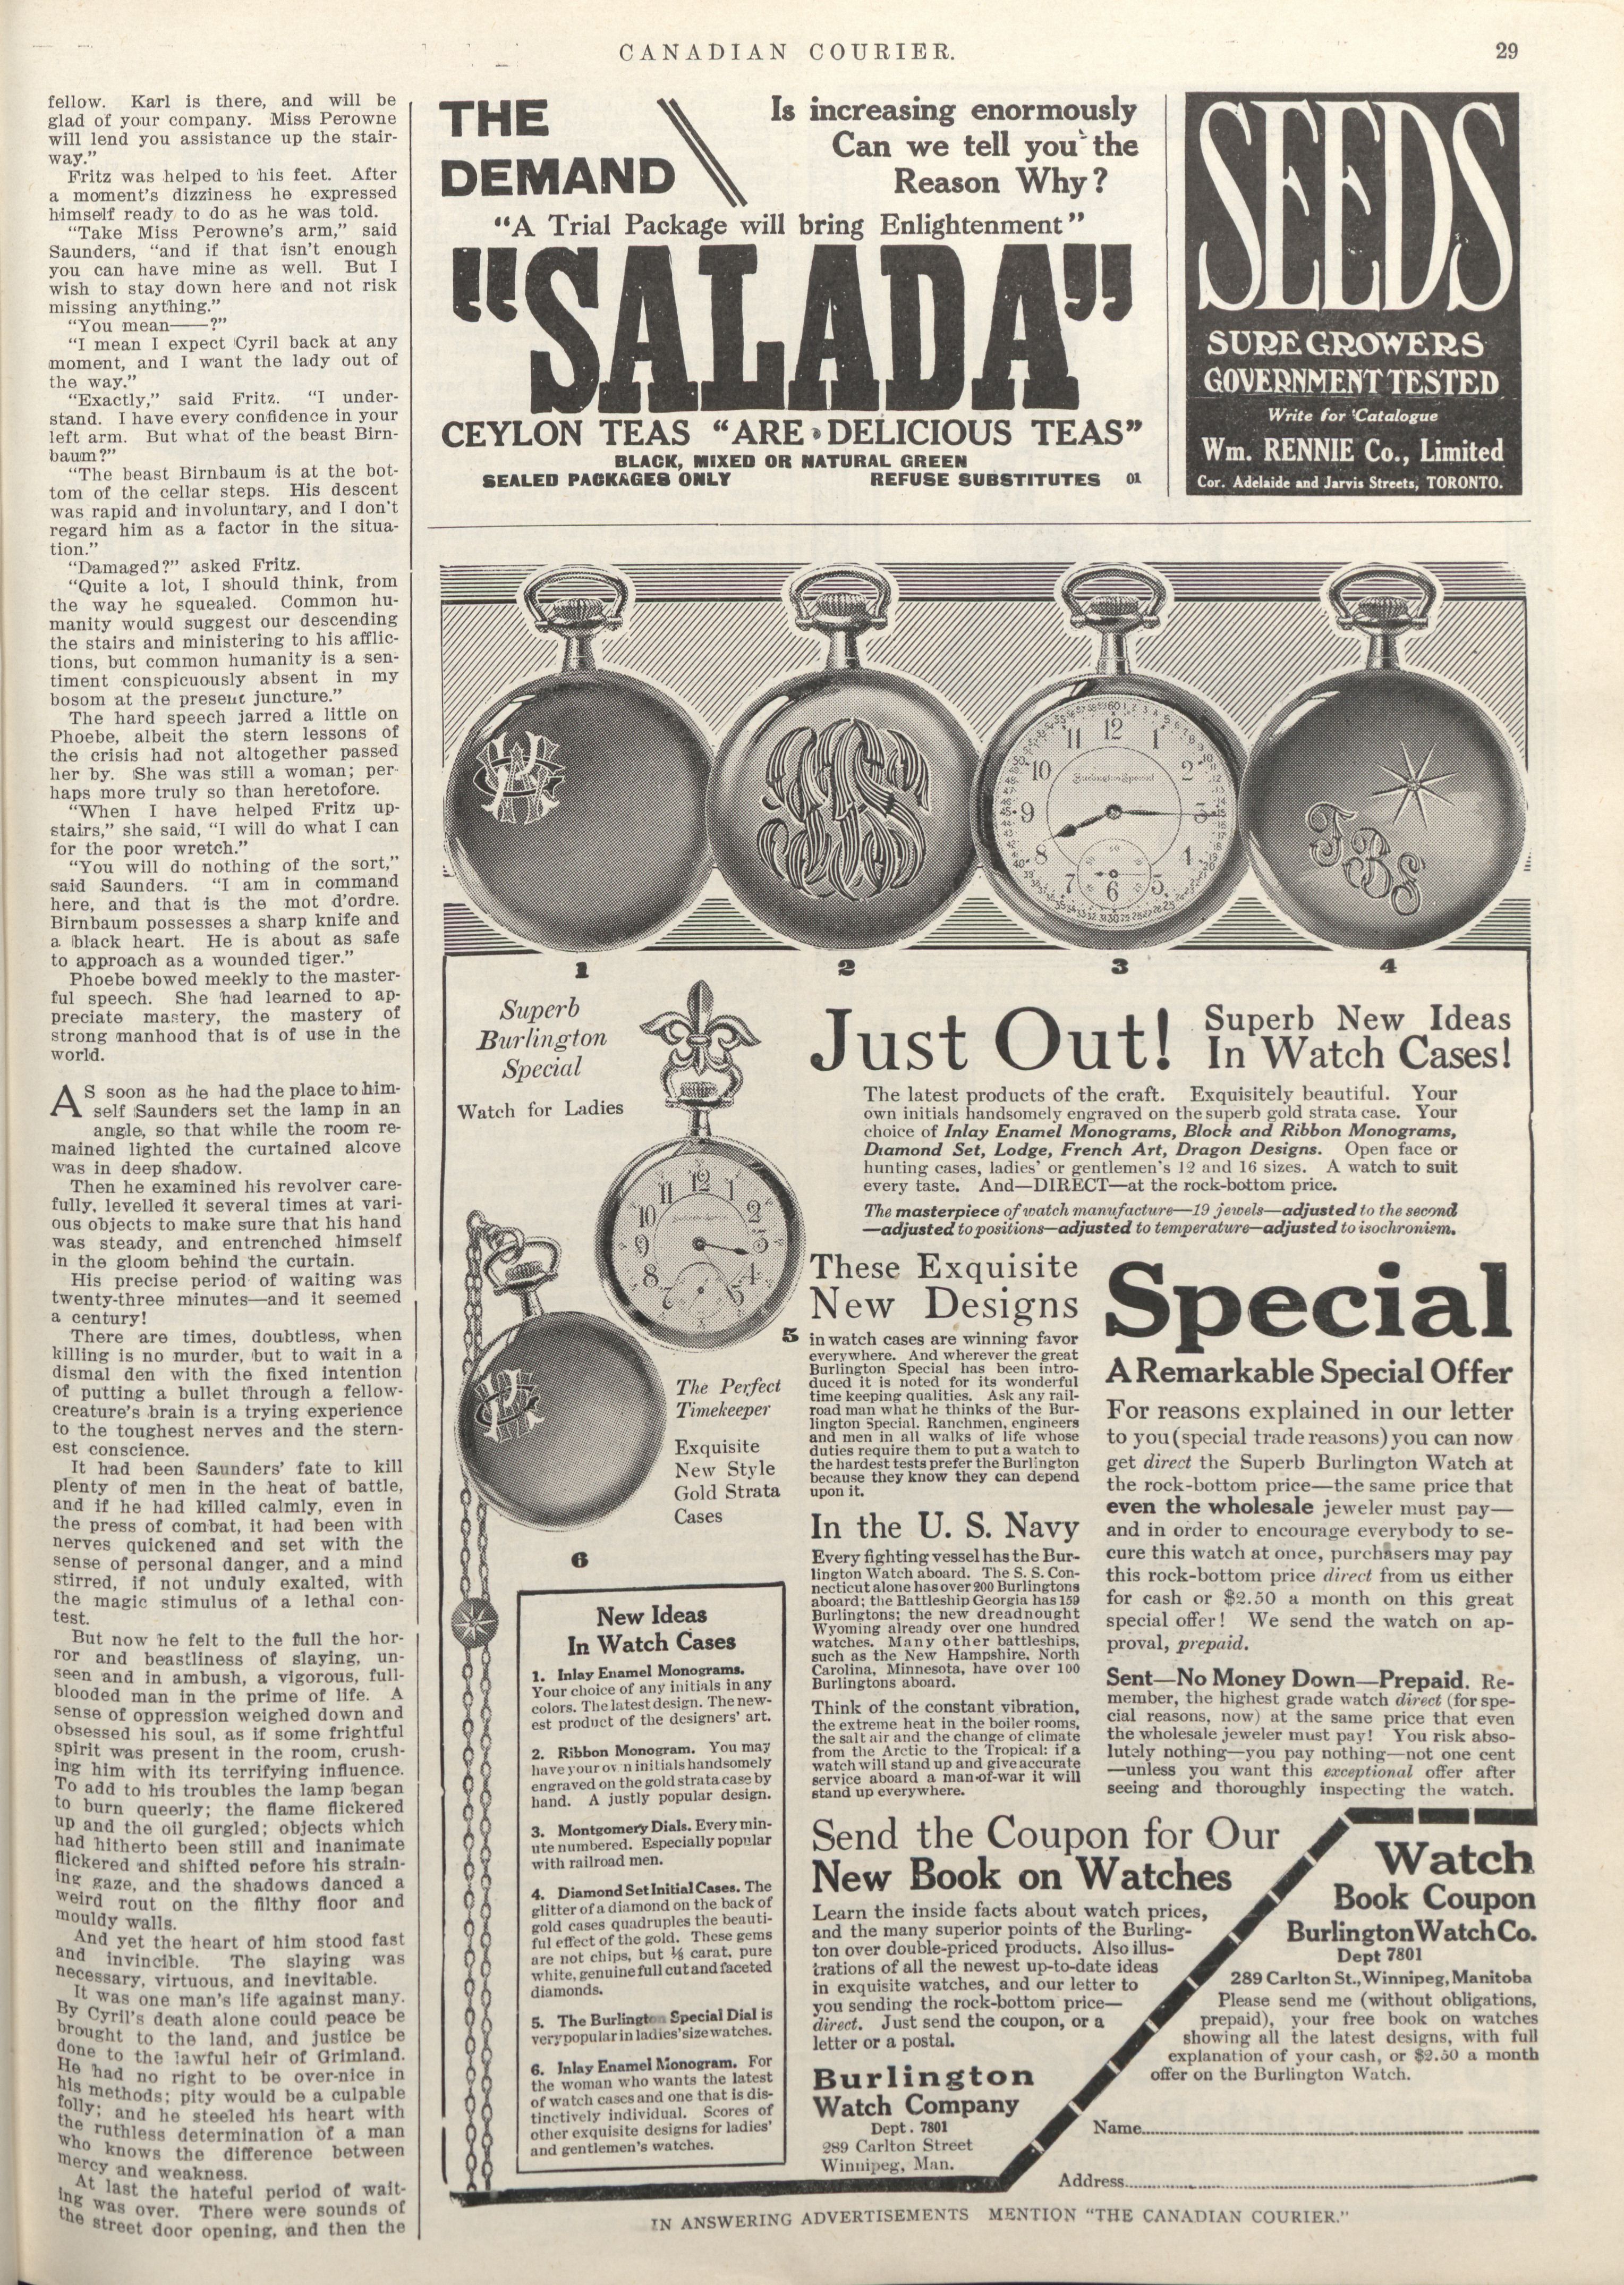 CANADIAN COURIER.
29
fellow. Karl is there, and will be
glad of your company. Miss Perowne
will lend you assistance up the stair-
way."
Fritz was helped to his feet. After
a moment's dizziness he expressed
himself ready to do as he was told.
"Take Miss Perowne's arm," said
Saunders, "and if that isn't enough
you can have mine as well. But I
wish to stay down here and not risk
missing anything."
"You mean——?"
"I mean I expect Cyril back at any
moment, and I want the lady out of
the way."
"Exactly," said Fritz. "I under-
stand. I have every confidence in your
left arm. But what of the beast Birn-
baum?"
"The beast Birnbaum is at the bot-
tom of the cellar steps. His descent
was rapid and involuntary, and I don't
regard him as a factor in the situa-
tion."
"Damaged?" asked Fritz.
"Quite a lot, I should think, from
the way he squealed. Common hu-
manity would suggest our descending
the stairs and ministering to his afflic-
tions, but common humanity is a sen-
timent conspicuously absent in my
bosom at the present juncture."
The hard speech jarred a little on
Phoebe, albeit the stern lessons of
the crisis had not altogether passed
her by. She was still a woman; per-
haps more truly so than heretofore.
"When I have helped Fritz up-
stairs," she said, "I will do what I can
for the poor wretch."
"You will do nothing of the sort,"
said Saunders. "I am in command
here, and that is the mot d'ordre.
Birnbaum possesses a sharp knife and
a black heart. He is about as safe
to approach as a wounded tiger."
Phoebe bowed meekly to the master-
ful speech. She had learned to ap-
preciate mastery, the mastery of
strong manhood that is of use in the
world.
AS soon as he had the place to him-
self Saunders set the lamp in an
angle, so that while the room re-
mained lighted the curtained alcove
was in deep shadow.
Then he examined his revolver care-
fully, levelled it several times at vari-
ous objects to make sure that his hand
was steady, and entrenched himself
in the gloom behind the curtain.
His precise period of waiting was
twenty-three minutes—and it seemed
a century!
There are times, doubtless, when
killing is no murder, but to wait in a
dismal den with the fixed intention
of putting a bullet through a fellow-
creature's brain is a trying experience
to the toughest nerves and the stern-
est conscience.
It had been Saunders' fate to kill
plenty of men in the heat of battle,
and if he had killed calmly, even in
the press of combat, it had been with
nerves quickened and set with the
sense of personal danger, and a mind
stirred, if not unduly exalted, with
the magic stimulus of a lethal con-
test.
But now he felt to the full the hor-
ror and beastliness of slaying, un-
seen and in ambush, a vigorous, full-
blooded man in the prime of life. A
sense of oppression weighed down and
obsessed his soul, as if some frightful
spirit was present in the room, crush-
ing him with its terrifying influence.
To add to his troubles the lamp began
to burn queerly; the flame flickered
up and the oil gurgled; objects which
had hitherto been still and inanimate
flickered and shifted before his strain-
ing gaze, and the shadows danced a
weird rout on the filthy floor and
mouldy walls.
And yet the heart of him stood fast
and invincible. The slaying was
necessary, virtuous, and inevitable.
It was one man's life against many.
By Cyril's death alone could peace be
brought to the land, and justice be
done to the lawful heir of Grimland.
He had no right to be over-nice in
his methods; pity would be a culpable
folly; and he steeled his heart with
the ruthless determination of a man
who knows the difference between
mercy and weakness.
At last the hateful period of wait-
ing was over. There were sounds of
the street door opening, and then the
THE
DEMAND
Is increasing enormously
Can we tell you the
Reason Why?
"A Trial Package will bring Enlightenment"
"SALADA"
CEYLON TEAS "ARE DELICIOUS TEAS"
BLACK, MIXED OR NATURAL GREEN
SEALED PACKAGES ONLY REFUSE SUBSTITUTES 01
SEEDS
SURE GROWERS
GOVERNMENT TESTED
Write for Catalogue
Wm. RENNIE Co., Limited
Cor. Adelaide and Jarvis Streets, TORONTO.
1 2 3 4
Superb
Burlington
Special
Watch for Ladies
5
The Perfect
Timekeeper
Exquisite
New Style
Gold Strata
Cases
6
Just Out!
Superb New Ideas
In Watch Cases!
The latest products of the craft. Exquisitely beautiful. Your
own initials handsomely engraved on the superb gold strata case. Your
choice of Inlay Enamel Monograms, Block and Ribbon Monograms,
Diamond Set, Lodge, French Art, Dragon Designs. Open face or
hunting cases, ladies' or gentlemen's 12 and 16 sizes. A watch to suit
every taste. And—DIRECT—at the rock-bottom price.
The masterpiece of watch manufacture—19 jewels—adjusted to the second
—adjusted to positions—adjusted to temperature—adjusted to isochronism.
These Exquisite
New Designs
in watch cases are winning favor
everywhere. And wherever the great
Burlington Special has been intro-
duced it is noted for its wonderful
time keeping qualities. Ask any rail-
road man what he thinks of the Bur-
lington Special. Ranchmen, engineers
and men in all walks of life whose
duties require them to put a watch to
the hardest tests prefer the Burlington
because they know they can depend
upon it.
In the U. S. Navy
Every fighting vessel has the Bur-
lington Watch aboard. The S. S. Con-
necticut alone has over 200 Burlingtons
aboard; the Battleship Georgia has 159
Burlingtons; the new dreadnought
Wyoming already over one hundred
watches. Many other battleships,
such as the New Hampshire, North
Carolina, Minnesota, have over 100
Burlingtons aboard.
Think of the constant vibration,
the extreme heat in the boiler rooms,
the salt air and the change of climate
from the Arctic to the Tropical: if a
watch will stand up and give accurate
service aboard a man-of-war it will
stand up everywhere.
Special
A Remarkable Special Offer
For reasons explained in our letter
to you (special trade reasons) you can now
get direct the Superb Burlington Watch at
the rock-bottom price—the same price that
even the wholesale jeweler must pay—
and in order to encourage everybody to se-
cure this watch at once, purchasers may pay
this rock-bottom price direct from us either
for cash or $2.50 a month on this great
special offer! We send the watch on ap-
proval, prepaid.
Sent—No Money Down—Prepaid. Re-
member, the highest grade watch direct (for spe-
cial reasons, now) at the same price that even
the wholesale jeweler must pay! You risk abso-
lutely nothing—you pay nothing—not one cent
—unless you want this exceptional offer after
seeing and thoroughly inspecting the watch.
New Ideas
In Watch Cases
1. Inlay Enamel Monograms.
Your choice of any initials in any
colors. The latest design. The new-
est product of the designers' art.
2. Ribbon Monogram. You may
have your own initials handsomely
engraved on the gold strata case by
hand. A justly popular design.
3. Montgomery Dials. Every min-
ute numbered. Especially popular
with railroad men.
4. Diamond Set Initial Cases. The
glitter of a diamond on the back of
gold cases quadruples the beauti-
ful effect of the gold. These gems
are not chips, but ⅛ carat, pure
white, genuine full cut and faceted
diamonds.
5. The Burlington Special Dial is
very popular in ladies' size watches.
6. Inlay Enamel Monogram. For
the woman who wants the latest
of watch cases and one that is dis-
tinctively individual. Scores of
other exquisite designs for ladies'
and gentlemen's watches.
Send the Coupon for Our
New Book on Watches
Learn the inside facts about watch prices,
and the many superior points of the Burling-
ton over double-priced products. Also illus-
trations of all the newest up-to-date ideas
in exquisite watches, and our letter to
you sending the rock-bottom price—
direct. Just send the coupon, or a
letter or a postal.
Burlington
Watch Company
Dept. 7801
289 Carlton Street
Winnipeg, Man.
Watch
Book Coupon
Burlington Watch Co.
Dept 7801
289 Carlton St., Winnipeg, Manitoba
Please send me (without obligations,
prepaid), your free book on watches
showing all the latest designs, with full
explanation of your cash, or $2.50 a month
offer on the Burlington Watch.
Name
Address
IN ANSWERING ADVERTISEMENTS MENTION "THE CANADIAN COURIER."